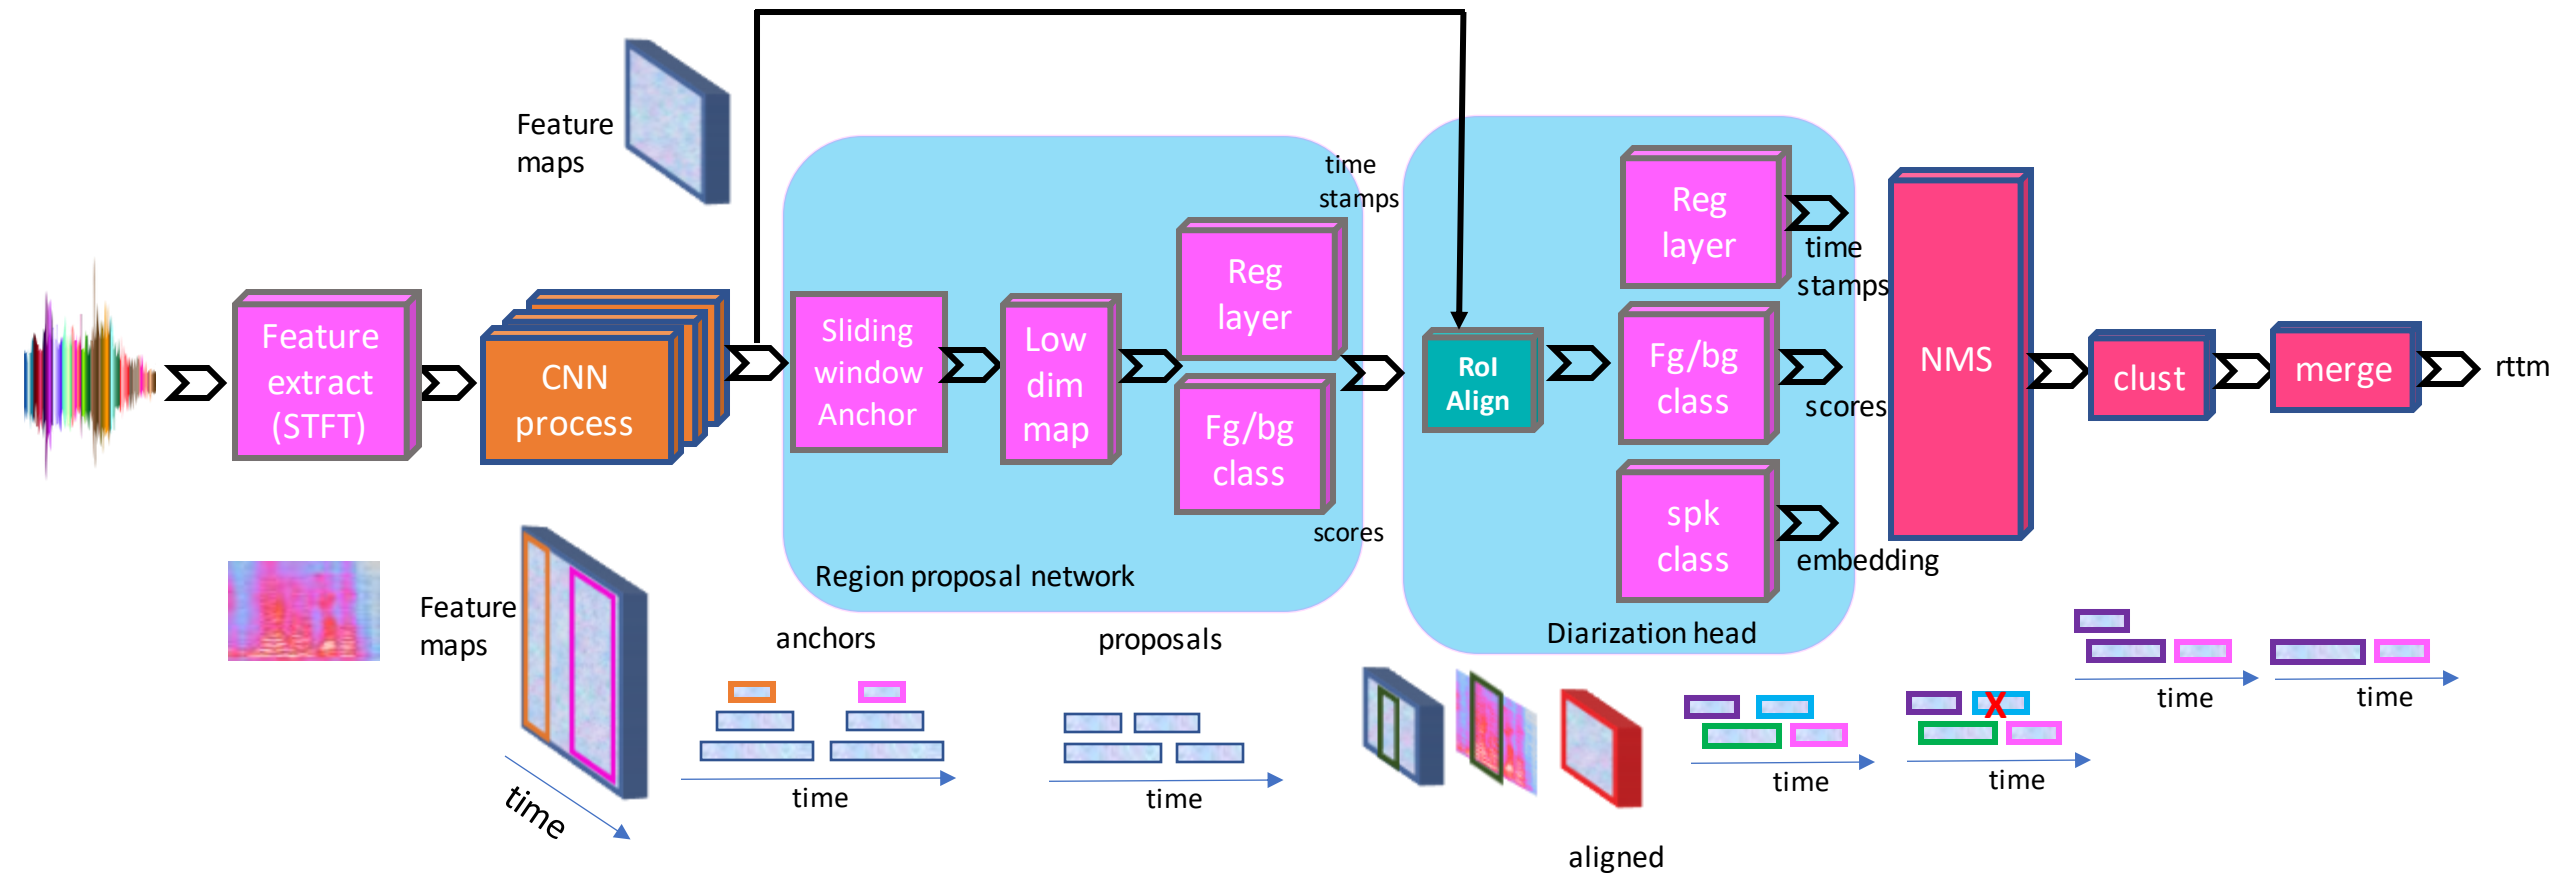 Feature
maps
Feature
extract
(STFT)
CNN
process
Sliding
window
Anchor
Low
dim
map
Reg
layer
Fg/bg
class
time
stamps
scores
Region proposal network
RoI
Align
Reg
layer
time
stamps
Fg/bg
class
scores
spk
class
embedding
Diarization head
NMS
clust
merge
rttm
Feature
maps
time
anchors
time
proposals
time
aligned
time
X
time
time
time